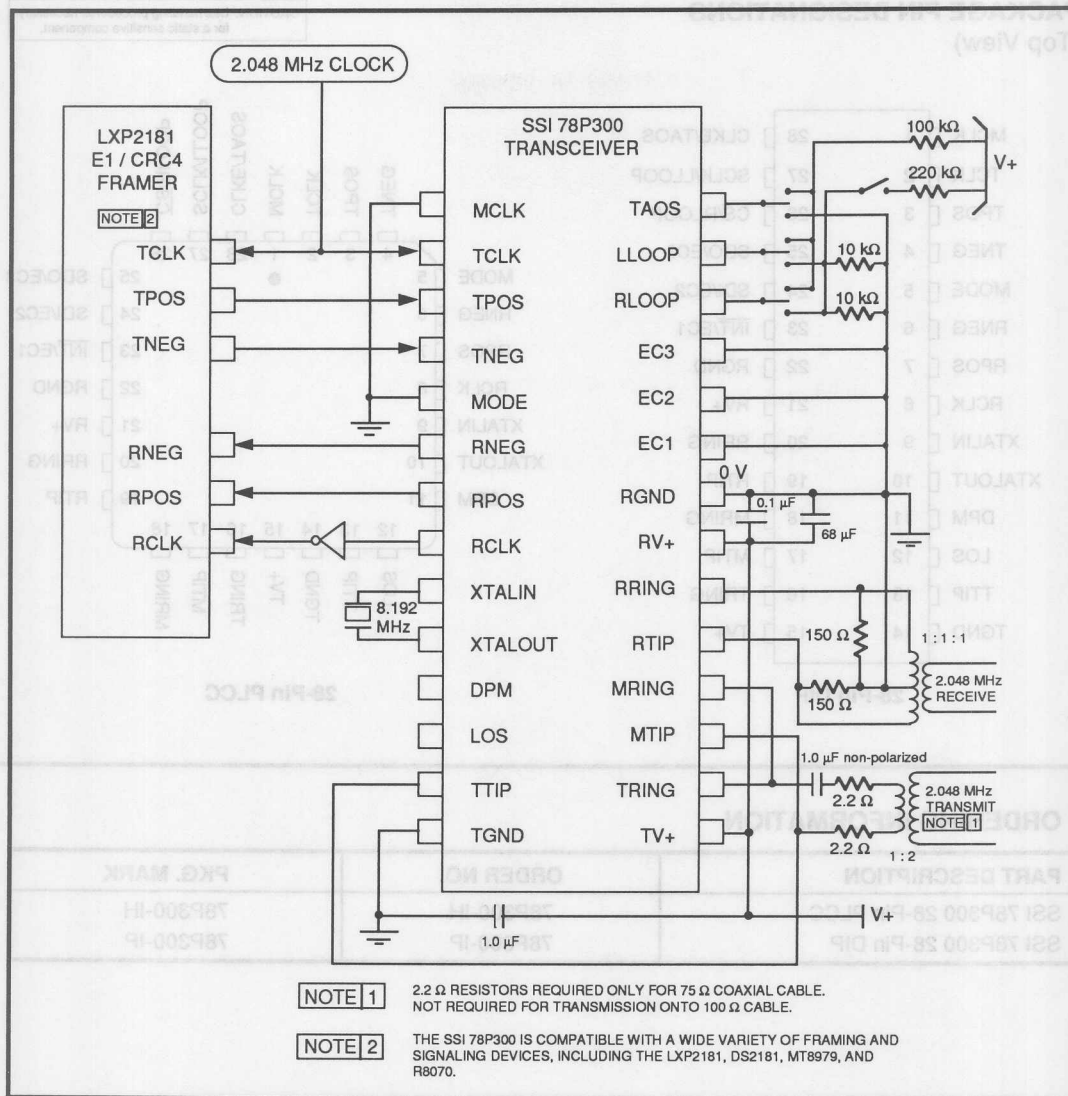 2.048 MHz CLOCK
LXP2181
E1 / CRC4
FRAMER
NOTE 2
TCLK
TPOS
TNEG
RNEG
RPOS
RCLK
SSI 78P300
TRANSCEIVER
MCLK
TCLK
TPOS
TNEG
MODE
RNEG
RPOS
RCLK
XTALIN
XTALOUT
DPM
LOS
TTIP
TGND
8.192
MHz
TAOS
LLOOP
RLOOP
EC3
EC2
EC1
RGND
RV+
RRING
RTIP
MRING
MTIP
TRING
TV+
100 kΩ
V+
220 kΩ
10 kΩ
10 kΩ
0 V
0.1 µF
68 µF
150 Ω
150 Ω
1 : 1 : 1
2.048 MHz
RECEIVE
1.0 µF non-polarized
2.2 Ω
2.2 Ω
2.048 MHz
TRANSMIT
NOTE 1
1 : 2
1.0 µF
V+
NOTE 1 2.2 Ω RESISTORS REQUIRED ONLY FOR 75 Ω COAXIAL CABLE.
NOT REQUIRED FOR TRANSMISSION ONTO 100 Ω CABLE.
NOTE 2 THE SSI 78P300 IS COMPATIBLE WITH A WIDE VARIETY OF FRAMING AND
SIGNALING DEVICES, INCLUDING THE LXP2181, DS2181, MT8979, AND
R8070.